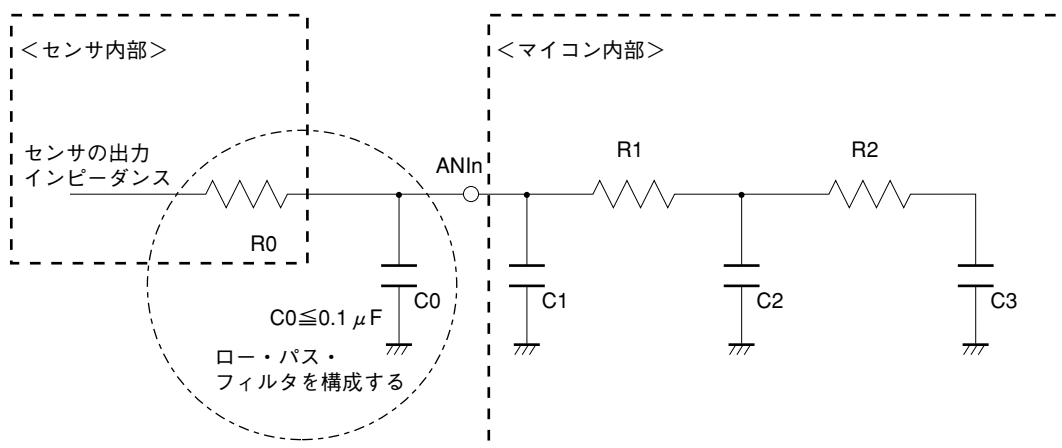 ＜センサ内部＞
＜マイコン内部＞
センサの出力
インピーダンス
ANIn
R1
R2
R0
C0
C1
C2
C3
C0≦0.1 μF
ロー・パス・
フィルタを構成する